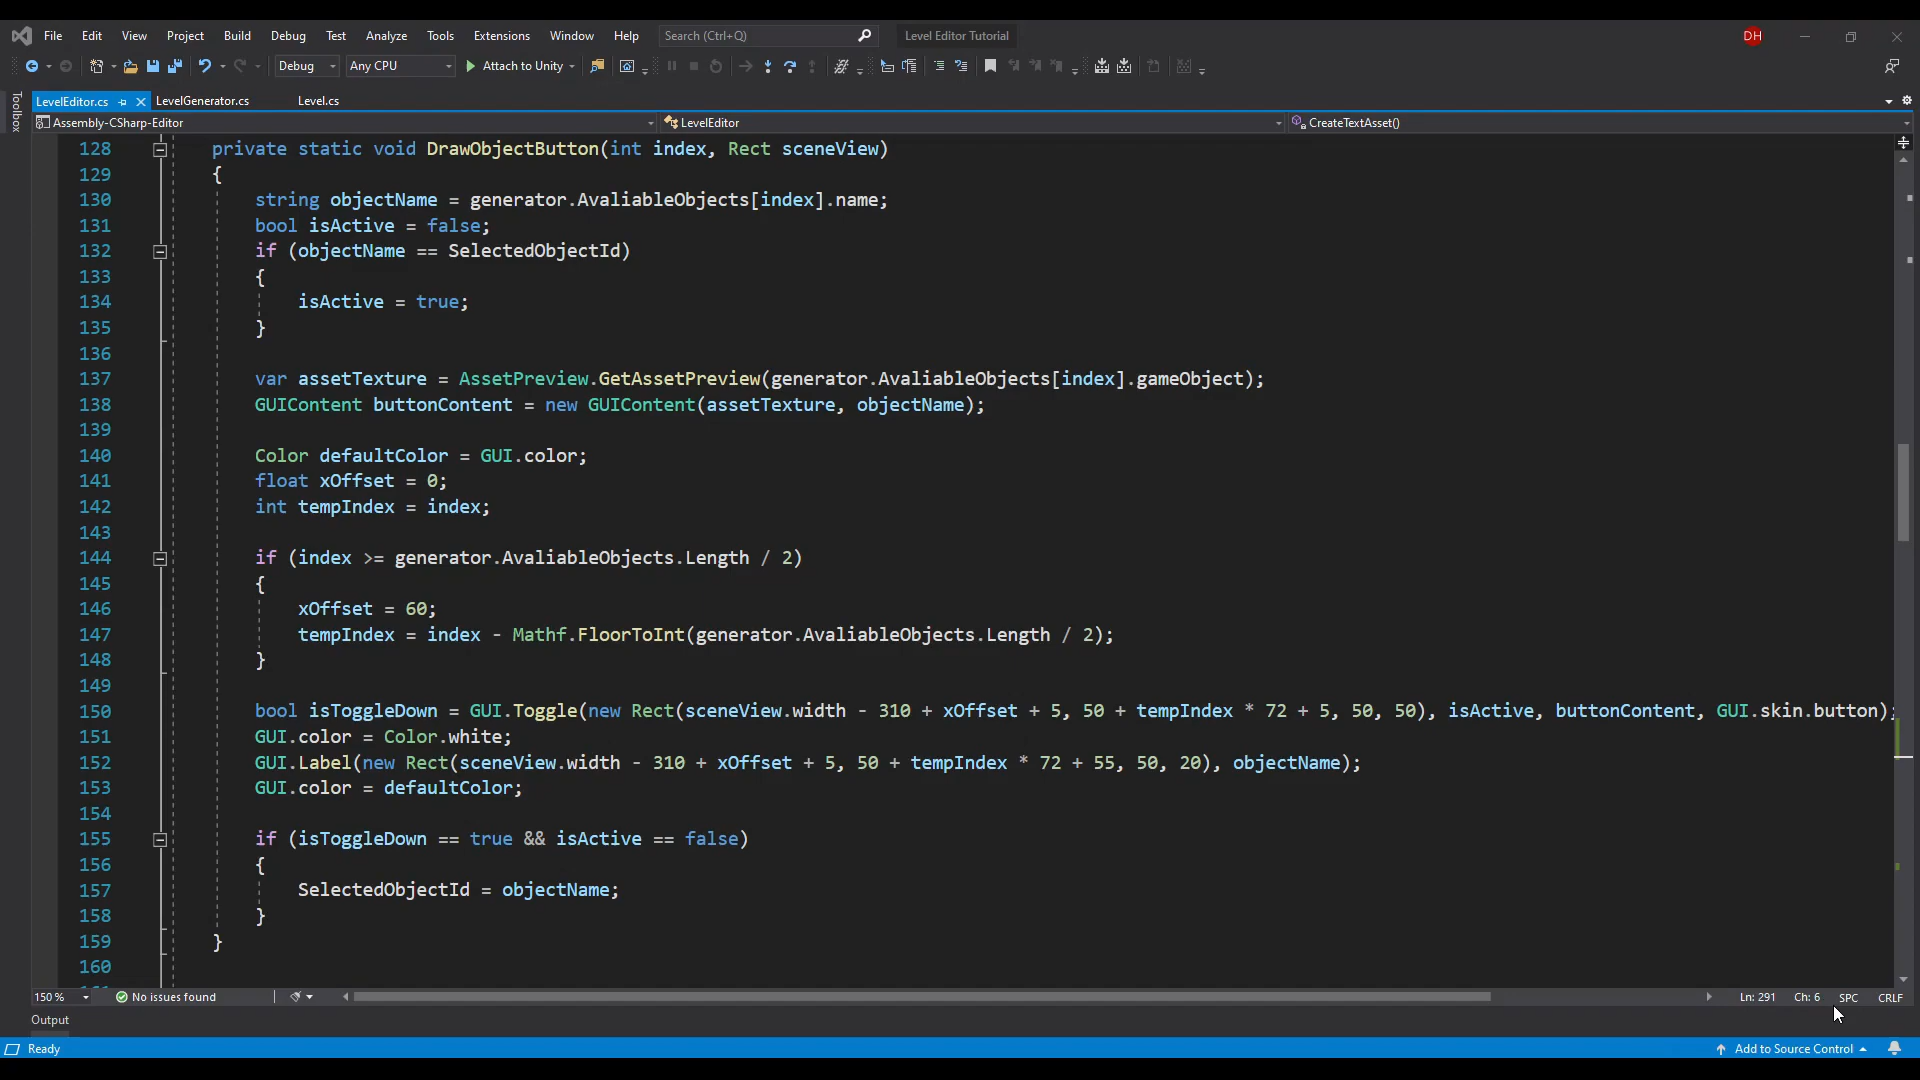 File Edit View Project Build Debug Test Analyze Tools Extensions Window Help Search (Ctrl+Q) Level Editor Tutorial DH
Debug Any CPU Attach to Unity
Toolbox
LevelEditor.cs LevelGenerator.cs Level.cs
Assembly-CSharp-Editor LevelEditor CreateTextAsset()
128 private static void DrawObjectButton(int index, Rect sceneView)
129 {
130 string objectName = generator.AvaliableObjects[index].name;
131 bool isActive = false;
132 if (objectName == SelectedObjectId)
133 {
134 isActive = true;
135 }
136
137 var assetTexture = AssetPreview.GetAssetPreview(generator.AvaliableObjects[index].gameObject);
138 GUIContent buttonContent = new GUIContent(assetTexture, objectName);
139
140 Color defaultColor = GUI.color;
141 float xOffset = 0;
142 int tempIndex = index;
143
144 if (index >= generator.AvaliableObjects.Length / 2)
145 {
146 xOffset = 60;
147 tempIndex = index - Mathf.FloorToInt(generator.AvaliableObjects.Length / 2);
148 }
149
150 bool isToggleDown = GUI.Toggle(new Rect(sceneView.width - 310 + xOffset + 5, 50 + tempIndex * 72 + 5, 50, 50), isActive, buttonContent, GUI.skin.button);
151 GUI.color = Color.white;
152 GUI.Label(new Rect(sceneView.width - 310 + xOffset + 5, 50 + tempIndex * 72 + 55, 50, 20), objectName);
153 GUI.color = defaultColor;
154
155 if (isToggleDown == true && isActive == false)
156 {
157 SelectedObjectId = objectName;
158 }
159 }
160
150 % No issues found Ln: 291 Ch: 6 SPC CRLF
Output
Ready Add to Source Control